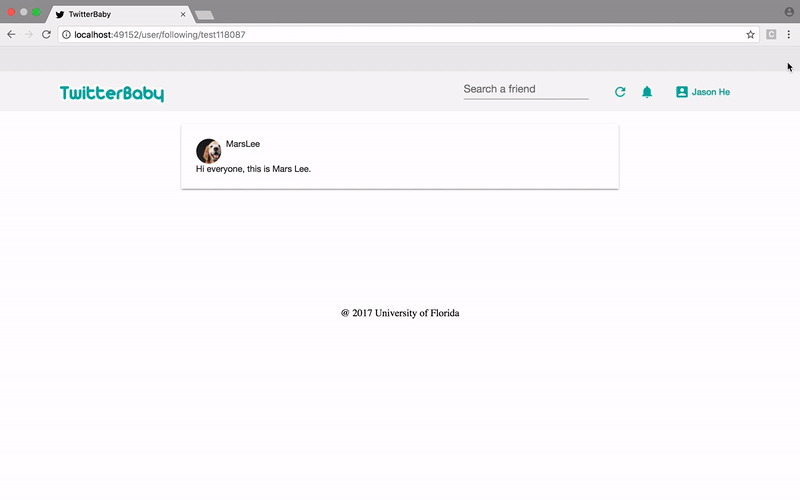 TwitterBaby
localhost:49152/user/following/test118087
TwitterBaby
Search a friend
Jason He
MarsLee
Hi everyone, this is Mars Lee.
@ 2017 University of Florida